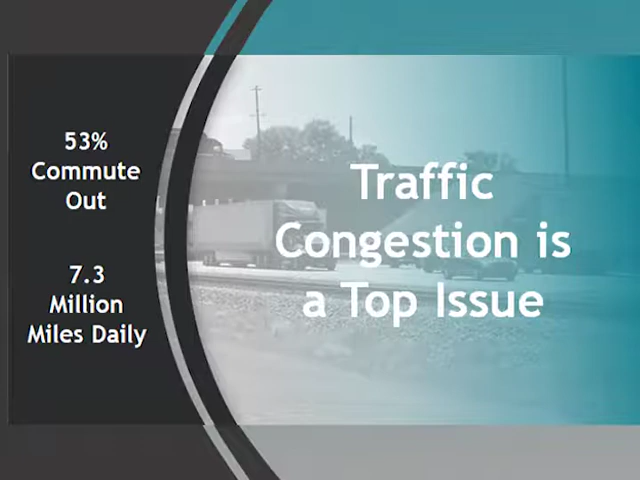 53%
Commute
Out
7.3
Million
Miles Daily
Traffic
Congestion is
a Top Issue